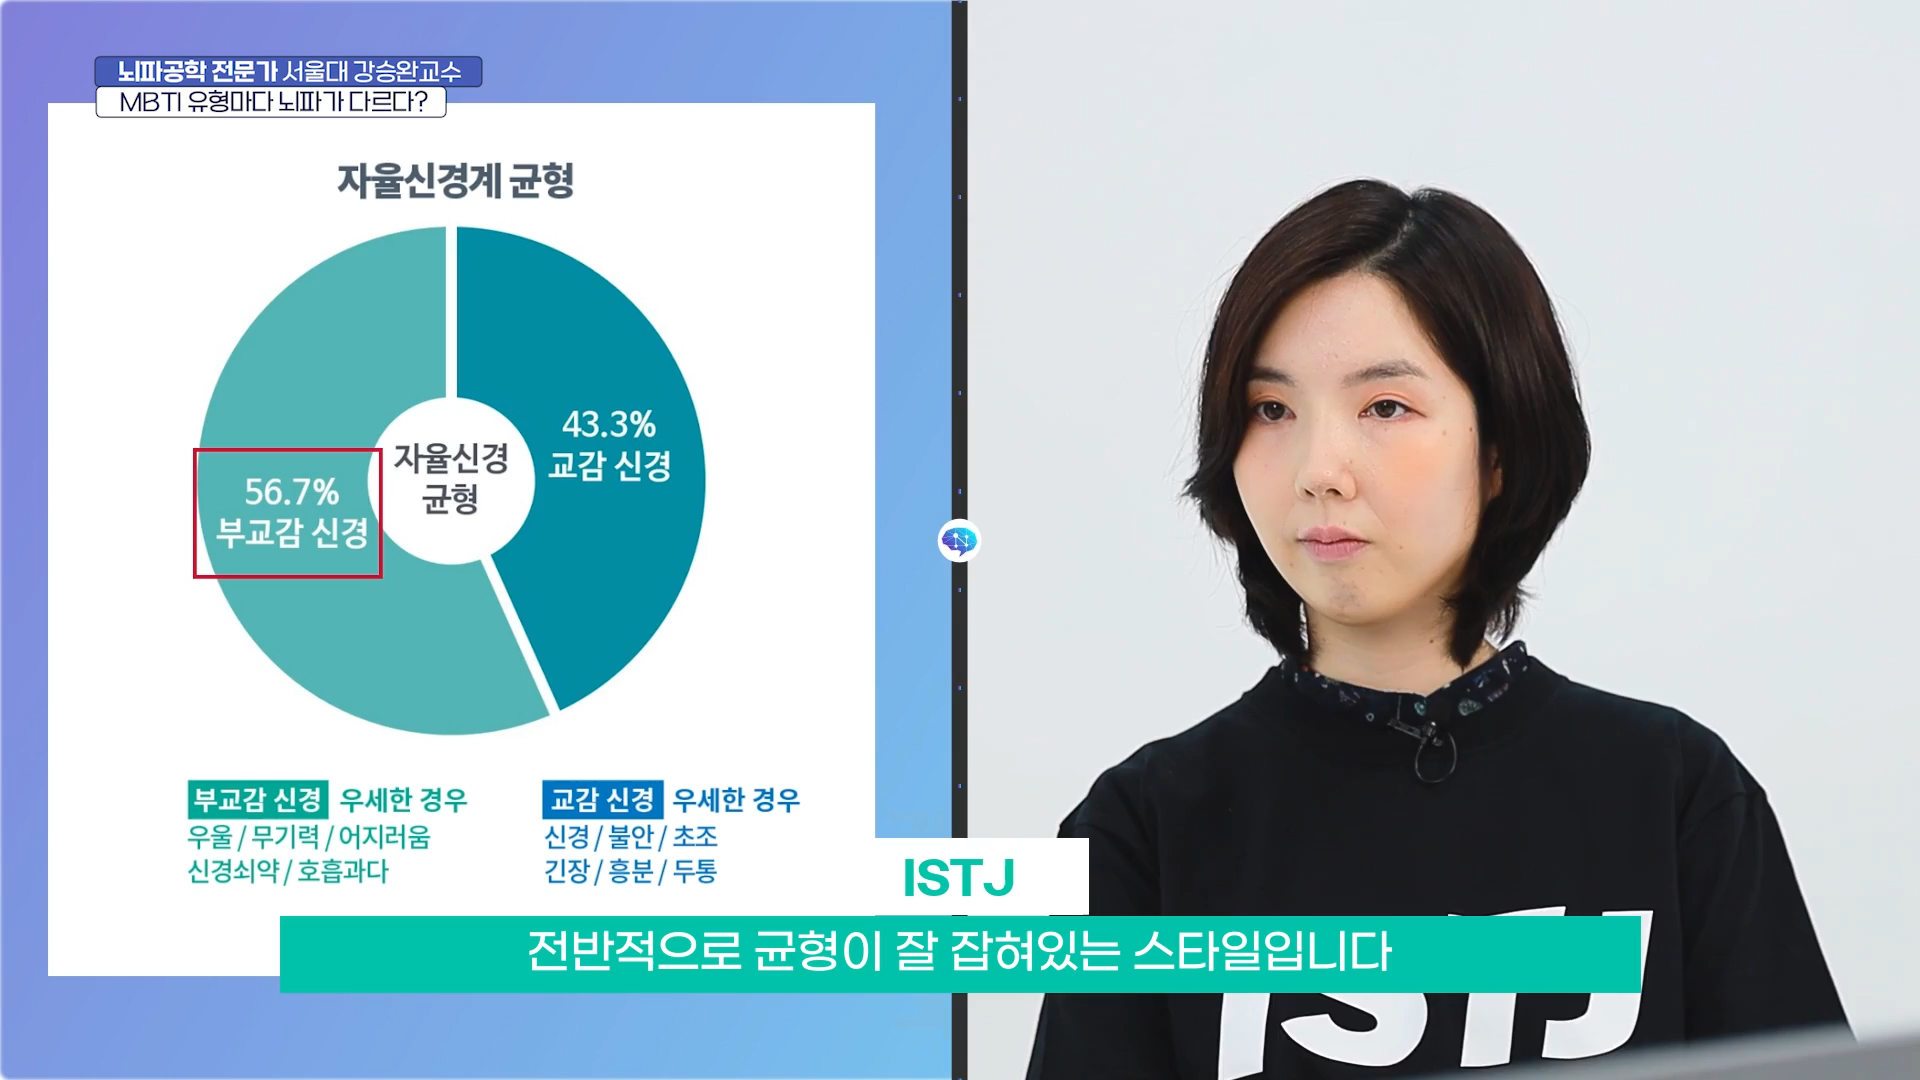 뇌파공학 전문가 서울대 강승완교수
MBTI 유형마다 뇌파가 다르다?
자율신경계 균형
43.3%
교감 신경
자율신경
균형
56.7%
부교감 신경
부교감 신경 우세한 경우
우울 / 무기력 / 어지러움
신경쇠약 / 호흡과다
교감 신경 우세한 경우
신경 / 불안 / 초조
긴장 / 흥분 / 두통
ISTJ
전반적으로 균형이 잘 잡혀있는 스타일입니다
ISTJ